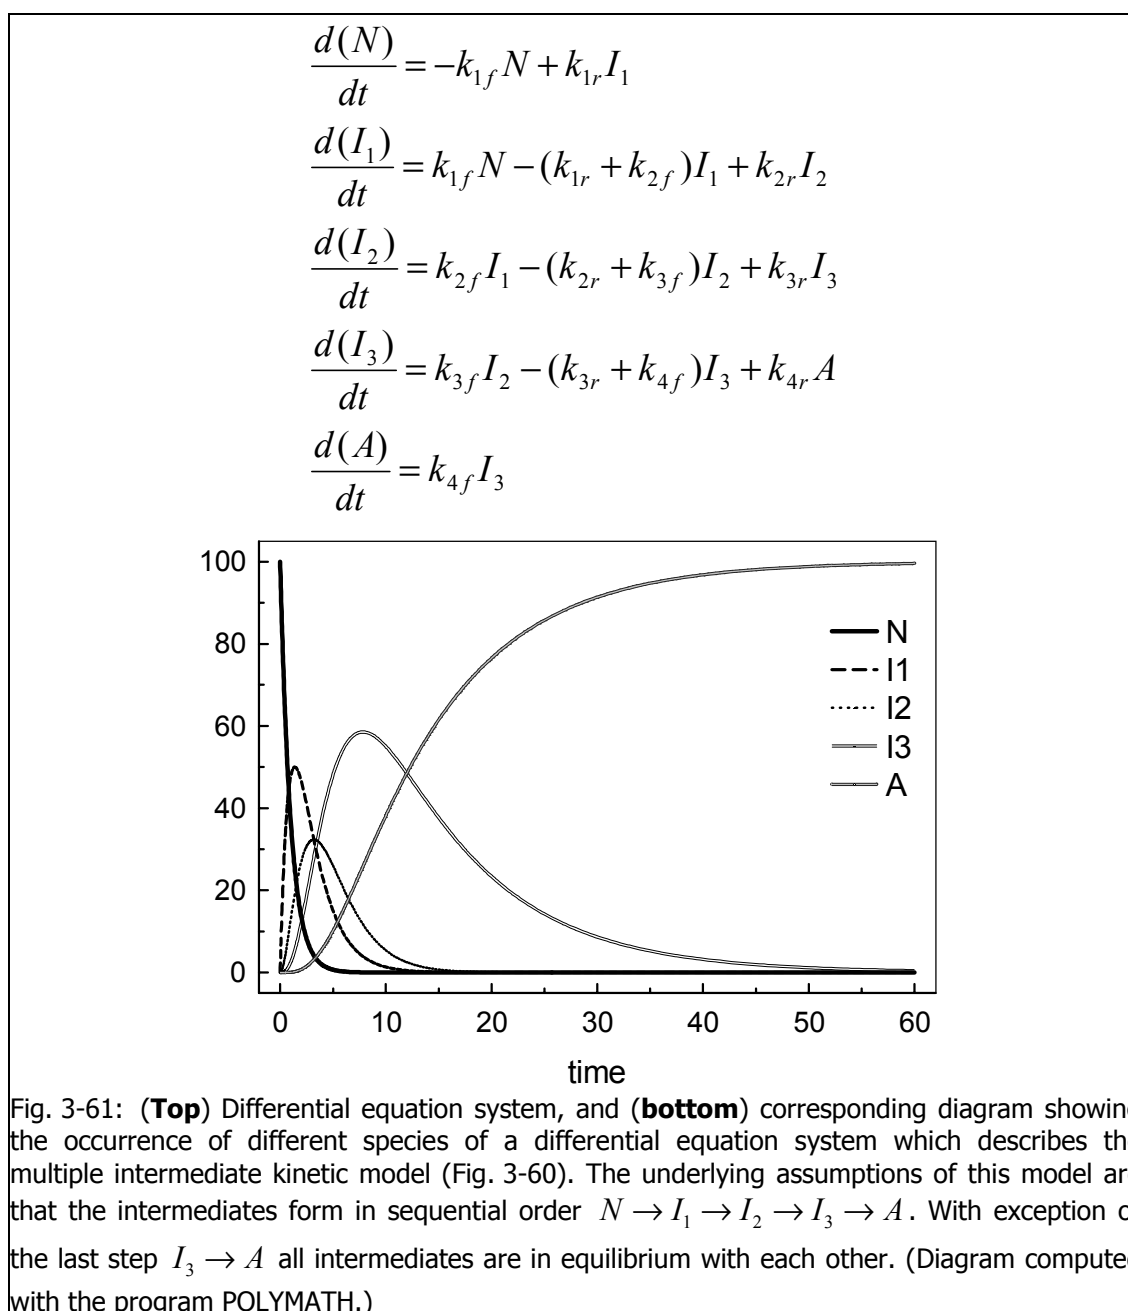 d(N)/dt = -k1f N + k1r I1
d(I1)/dt = k1f N - (k1r + k2f)I1 + k2r I2
d(I2)/dt = k2f I1 - (k2r + k3f)I2 + k3r I3
d(I3)/dt = k3f I2 - (k3r + k4f)I3 + k4r A
d(A)/dt = k4f I3
100
80
60
40
20
0
N
I1
I2
I3
A
0 10 20 30 40 50 60
time
Fig. 3-61: (Top) Differential equation system, and (bottom) corresponding diagram showing
the occurrence of different species of a differential equation system which describes the
multiple intermediate kinetic model (Fig. 3-60). The underlying assumptions of this model are
that the intermediates form in sequential order N → I1 → I2 → I3 → A. With exception of
the last step I3 → A all intermediates are in equilibrium with each other. (Diagram computed
with the program POLYMATH.)